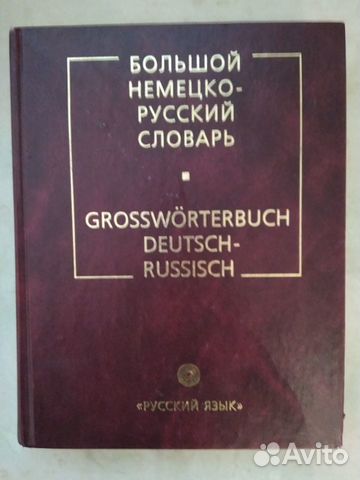 БОЛЬШОЙ
НЕМЕЦКО-
РУССКИЙ
СЛОВАРЬ
GROSSWÖRTERBUCH
DEUTSCH-
RUSSISCH
«РУССКИЙ ЯЗЫК»
Avito